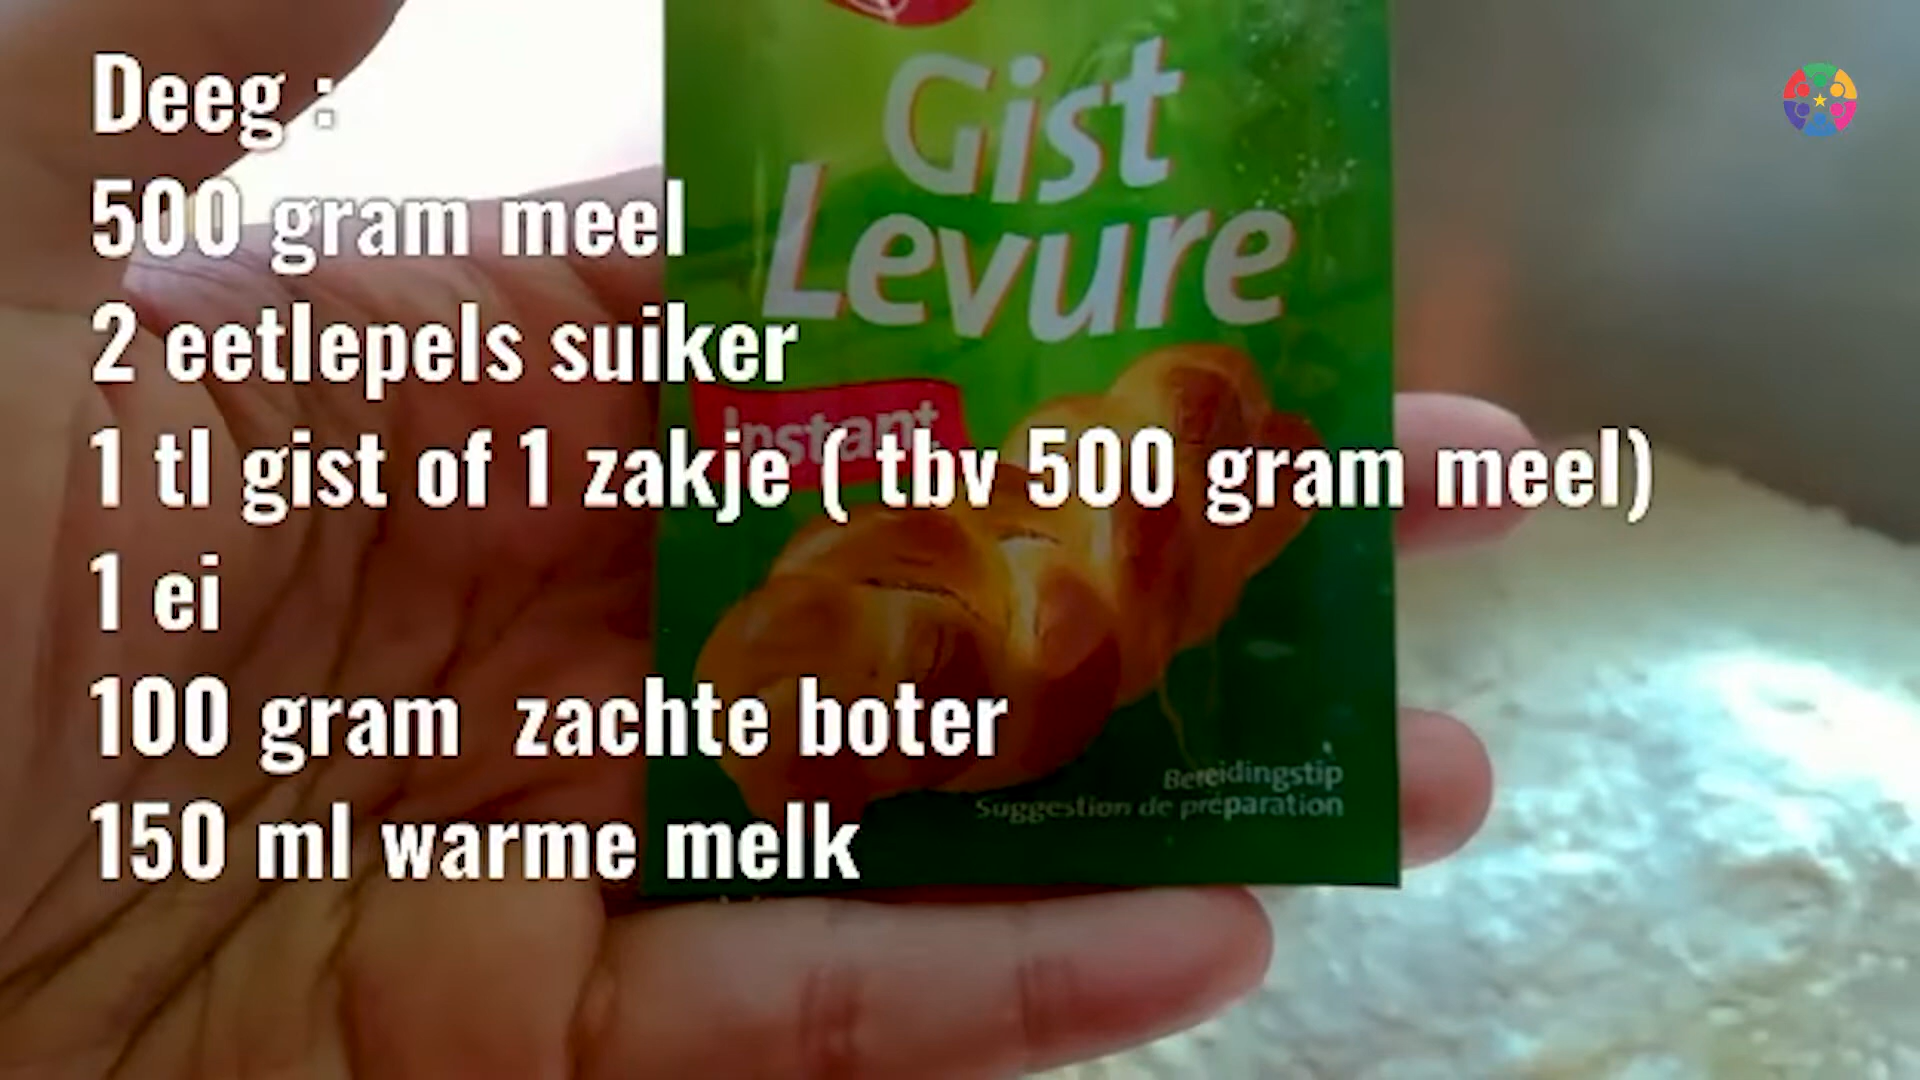 Deeg :
500 gram meel
2 eetlepels suiker
1 tl gist of 1 zakje ( tbv 500 gram meel)
1 ei
100 gram zachte boter
150 ml warme melk
Gist
Levure
Instant
Bereidingstip
Suggestion de préparation